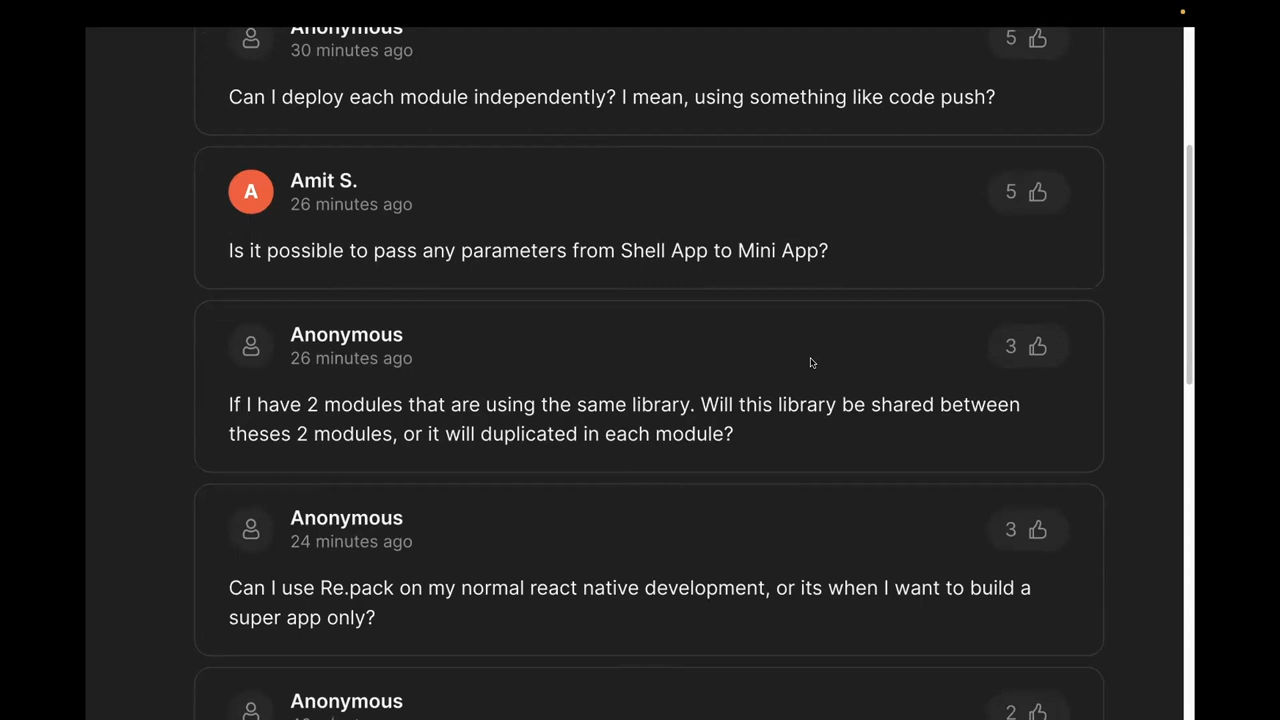 Anonymous
30 minutes ago
5
Can I deploy each module independently? I mean, using something like code push?
A
Amit S.
26 minutes ago
5
Is it possible to pass any parameters from Shell App to Mini App?
Anonymous
26 minutes ago
3
If I have 2 modules that are using the same library. Will this library be shared between
theses 2 modules, or it will duplicated in each module?
Anonymous
24 minutes ago
3
Can I use Re.pack on my normal react native development, or its when I want to build a
super app only?
Anonymous
2